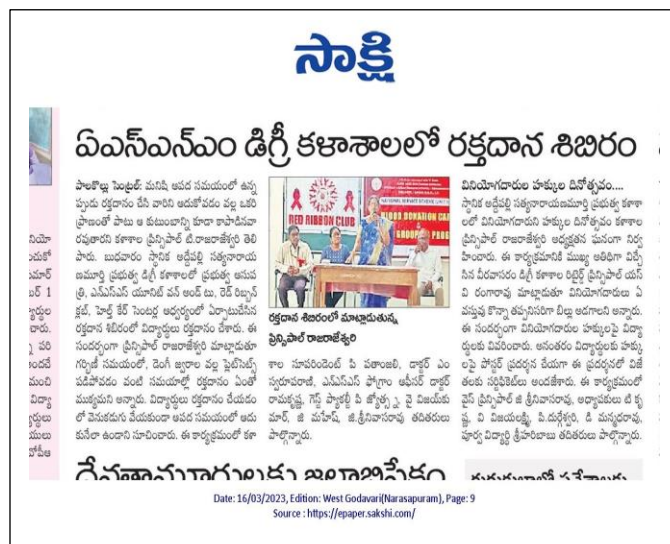 సాక్షి
ఏఎస్ఎన్ఎం డిగ్రీ కళాశాలలో రక్తదాన శిబిరం
పాలకొల్లు సెంట్రల్: మనిషి ఆపద సమయంలో ఉన్న
ప్పుడు రక్తదానం చేసి వారిని ఆదుకోవడం వల్ల ఒకరి
ప్రాణంతో పాటు ఆ కుటుంబాన్ని కూడా కాపాడినవా
రవుతారని కళాశాల ప్రిన్సిపాల్ టి.రాజరాజేశ్వరి తెలి
పారు. బుధవారం స్థానిక అద్దేపల్లి సత్యనారాయ
ణమూర్తి ప్రభుత్వ డిగ్రీ కళాశాలలో ప్రభుత్వ ఆసుప
త్రి, ఎన్ఎస్ఎస్ యూనిట్ వన్ అండ్ టు, రెడ్ రిబ్బన్
క్లబ్, హెల్త్ కేర్ సెంటర్ల ఆధ్వర్యంలో ఏర్పాటుచేసిన
రక్తదాన శిబిరంలో విద్యార్థులు రక్తదానం చేశారు. ఈ
సందర్భంగా ప్రిన్సిపాల్ రాజరాజేశ్వరి మాట్లాడుతూ
గర్భిణీ సమయంలో, డెంగీ జ్వరాల వల్ల ప్లేట్‌లెట్స్
పడిపోవడం వంటి సమయాల్లో రక్తదానం ఎంతో
ముఖ్యమని అన్నారు. విద్యార్థులు రక్తదానం చేయడం
లో వెనుకడుగు వేయకుండా ఆపద సమయంలో ఆదు
కునేలా ఉండాని సూచించారు. ఈ కార్యక్రమంలో కళా
RED RIBBON CLUB
BLOOD DONATION
రక్తదాన శిబిరంలో మాట్లాడుతున్న
ప్రిన్సిపాల్ రాజరాజేశ్వరి
శాల సూపరిండెంట్ పి పతాంజలి, డాక్టర్ ఎం
స్వరూపరాణి, ఎన్ఎస్ఎస్ ప్రోగ్రాం ఆఫీసర్ డాక్టర్
రామకృష్ణ, గెస్ట్ ఫ్యాకల్టీ పి జ్యోత్స్న, వై విజయ్‌కు
మార్, జి మహేష్, జి.శ్రీనివాసరావు తదితరులు
పాల్గొన్నారు.
వినియోగదారుల హక్కుల దినోత్సవం....
స్థానిక అద్దేపల్లి సత్యనారాయణమూర్తి ప్రభుత్వ కళాశా
లలో వినియోగదారుని హక్కుల దినోత్సవం కళాశాల
ప్రిన్సిపాల్ రాజరాజేశ్వరి అధ్యక్షతన ఘనంగా నిర్వ
హించారు. ఈ కార్యక్రమానికి ముఖ్య అతిథిగా విచ్చే
సిన వీరవాసరం డిగ్రీ కళాశాల రిటైర్డ్ ప్రిన్సిపాల్ యస్
వి రంగారావు మాట్లాడుతూ వినియోగదారులు ఏ
వస్తువు కొన్నా తప్పనిసరిగా బిల్లు అడగాలని అన్నారు.
ఈ సందర్భంగా వినియోగదారుల హక్కులపై విద్యా
ర్థులకు వివరించారు. అనంతరం విద్యార్థులకు హక్కు
లపై పోస్టర్ ప్రదర్శన చేయగా ఈ ప్రదర్శనలో విజే
తలకు సర్టిఫికెట్‌లు అందజేశారు. ఈ కార్యక్రమంలో
వైస్ ప్రిన్సిపాల్ జి శ్రీనివాసరావు, అధ్యాపకులు టి కృ
ష్ణ, వి విజయలక్ష్మి, పి.దుర్గేశ్వరి, డి మన్మధరావు,
పూర్వ విద్యార్థి శ్రీహరిబాబు తదితరులు పాల్గొన్నారు.
Date: 16/03/2023, Edition: West Godavari(Narasapuram), Page: 9
Source : https://epaper.sakshi.com/